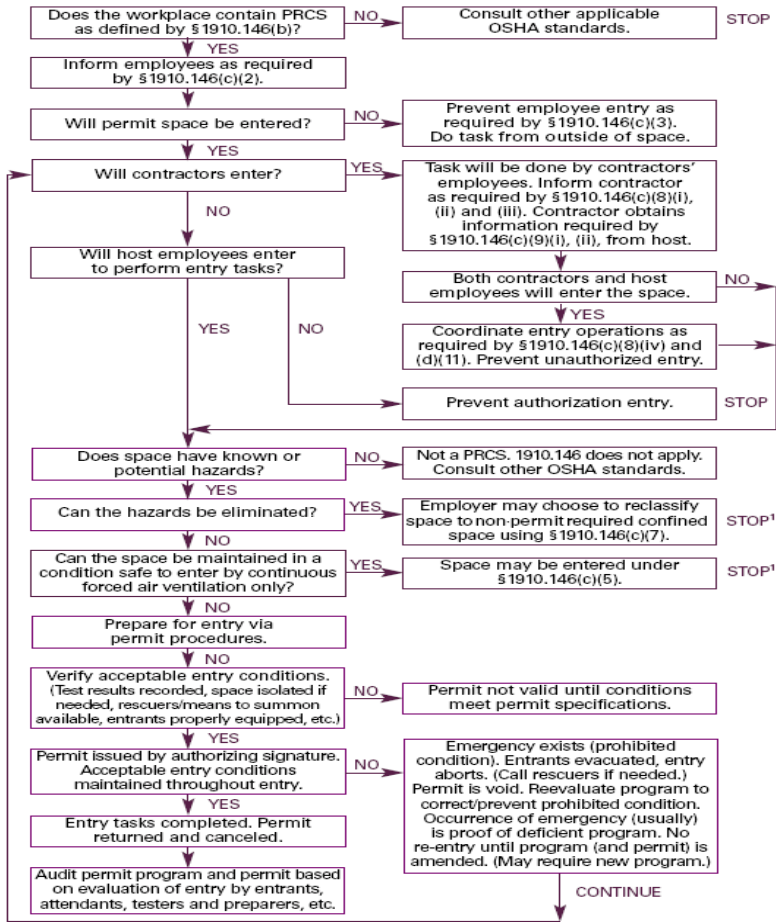 Does the workplace contain PRCS
as defined by §1910.146(b)?
NO
Consult other applicable
OSHA standards.
STOP
YES
Inform employees as required
by §1910.146(c)(2).
Will permit space be entered?
NO
Prevent employee entry as
required by §1910.146(c)(3).
Do task from outside of space.
YES
Will contractors enter?
YES
Task will be done by contractors'
employees. Inform contractor
as required by §1910.146(c)(8)(i),
(ii) and (iii). Contractor obtains
information required by
§1910.146(c)(9)(i), (ii), from host.
NO
Will host employees enter
to perform entry tasks?
Both contractors and host
employees will enter the space.
NO
YES
YES
NO
Coordinate entry operations as
required by §1910.146(c)(8)(iv) and
(d)(11). Prevent unauthorized entry.
Prevent authorization entry.
STOP
Does space have known or
potential hazards?
NO
Not a PRCS. 1910.146 does not apply.
Consult other OSHA standards.
YES
Can the hazards be eliminated?
YES
Employer may choose to reclassify
space to non-permit required confined
space using §1910.146(c)(7).
STOP¹
NO
Can the space be maintained in a
condition safe to enter by continuous
forced air ventilation only?
YES
Space may be entered under
§1910.146(c)(5).
STOP¹
NO
Prepare for entry via
permit procedures.
NO
Verify acceptable entry conditions.
(Test results recorded, space isolated if
needed, rescuers/means to summon
available, entrants properly equipped, etc.)
NO
Permit not valid until conditions
meet permit specifications.
YES
Permit issued by authorizing signature.
Acceptable entry conditions
maintained throughout entry.
NO
Emergency exists (prohibited
condition). Entrants evacuated, entry
aborts. (Call rescuers if needed.)
Permit is void. Reevaluate program to
correct/prevent prohibited condition.
Occurrence of emergency (usually)
is proof of deficient program. No
re-entry until program (and permit) is
amended. (May require new program.)
YES
Entry tasks completed. Permit
returned and canceled.
Audit permit program and permit based
on evaluation of entry by entrants,
attendants, testers and preparers, etc.
CONTINUE